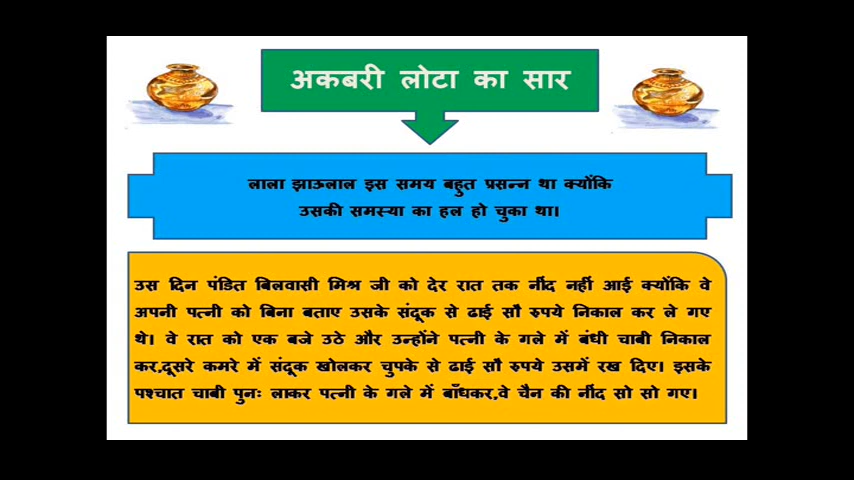 अकबरी लोटा का सार
लाला झाऊलाल इस समय बहुत प्रसन्न था क्योंकि
उसकी समस्या का हल हो चुका था।
उस दिन पंडित बिलवासी मिश्र जी को देर रात तक नींद नहीं आई क्योंकि वे
अपनी पत्नी को बिना बताए उसके संदूक से ढाई सौ रुपये निकाल कर ले गए
थे। वे रात को एक बजे उठे और उन्होंने पत्नी के गले में बंधी चाबी निकाल
कर,दूसरे कमरे में संदूक खोलकर चुपके से ढाई सौ रुपये उसमें रख दिए। इसके
पश्चात चाबी पुनः लाकर पत्नी के गले में बाँधकर,वे चैन की नींद सो सो गए।